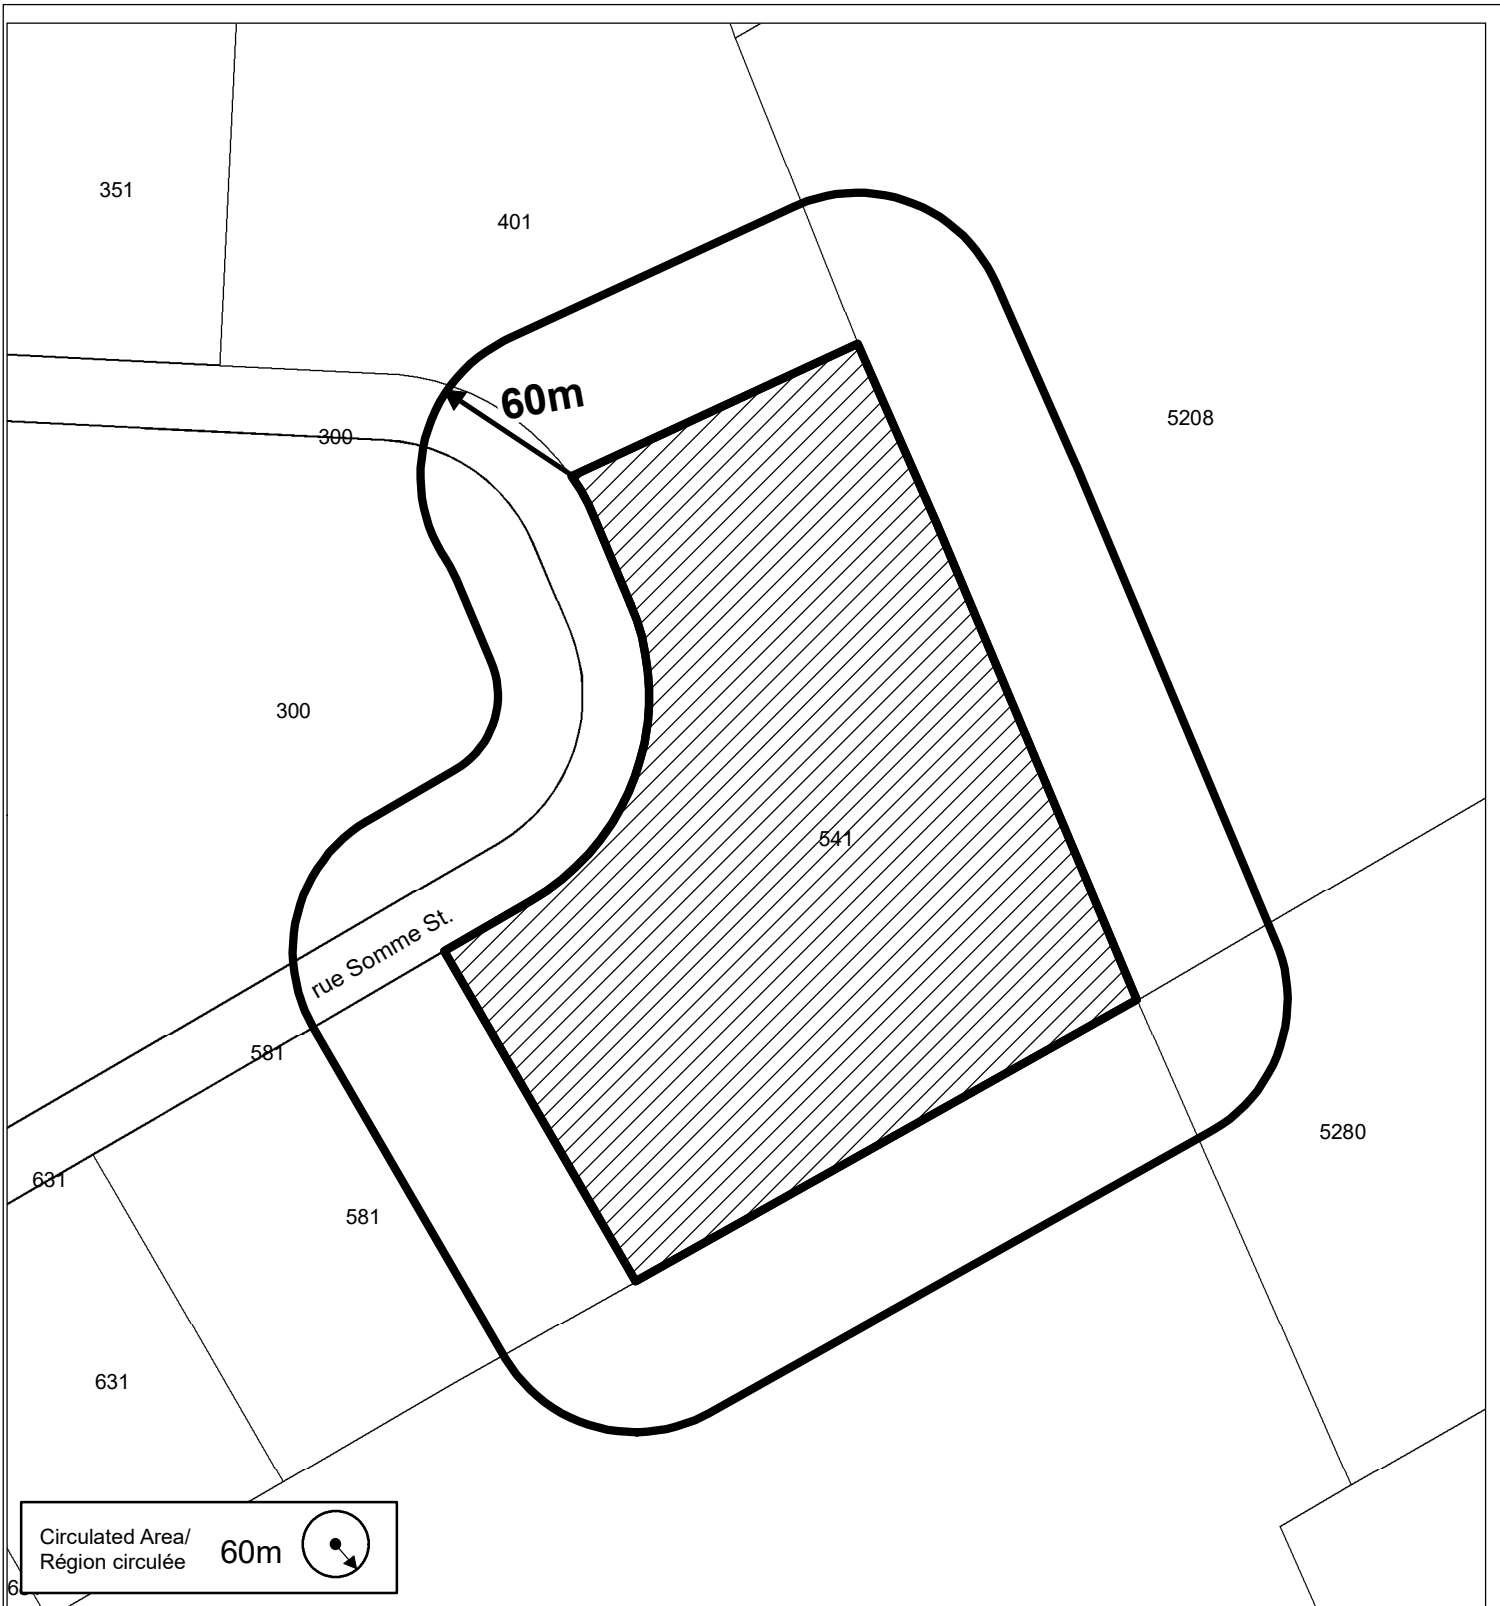 351
401
60m
5208
300
300
541
rue Somme St.
581
5280
631
581
631
Circulated Area/
Région circulée
60m